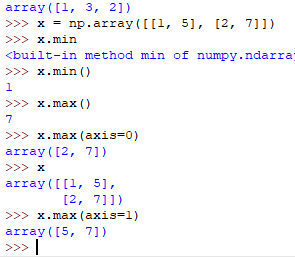 array([1, 3, 2])
>>> x = np.array([[1, 5], [2, 7]])
>>> x.min
<built-in method min of numpy.ndarr
>>> x.min()
1
>>> x.max()
7
>>> x.max(axis=0)
array([2, 7])
>>> x
array([[1, 5],
       [2, 7]])
>>> x.max(axis=1)
array([5, 7])
>>>